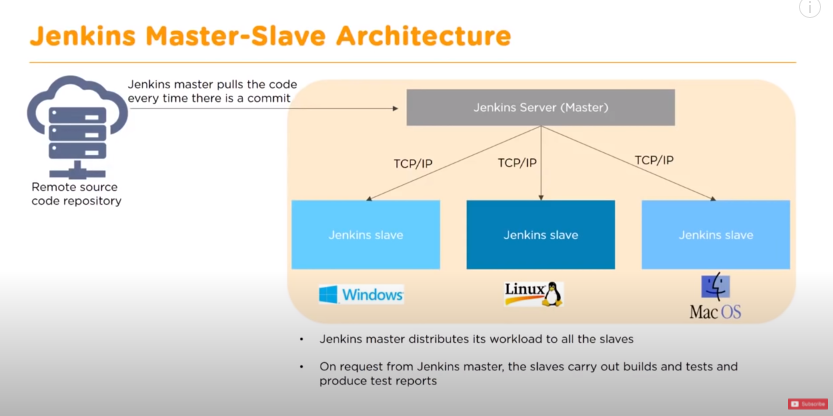 Jenkins Master-Slave Architecture
Jenkins master pulls the code
every time there is a commit
Jenkins Server (Master)
TCP/IP
TCP/IP
TCP/IP
Remote source
code repository
Jenkins slave
Jenkins slave
Jenkins slave
Windows
Linux
Mac OS
• Jenkins master distributes its workload to all the slaves
• On request from Jenkins master, the slaves carry out builds and tests and
produce test reports
Subscribe